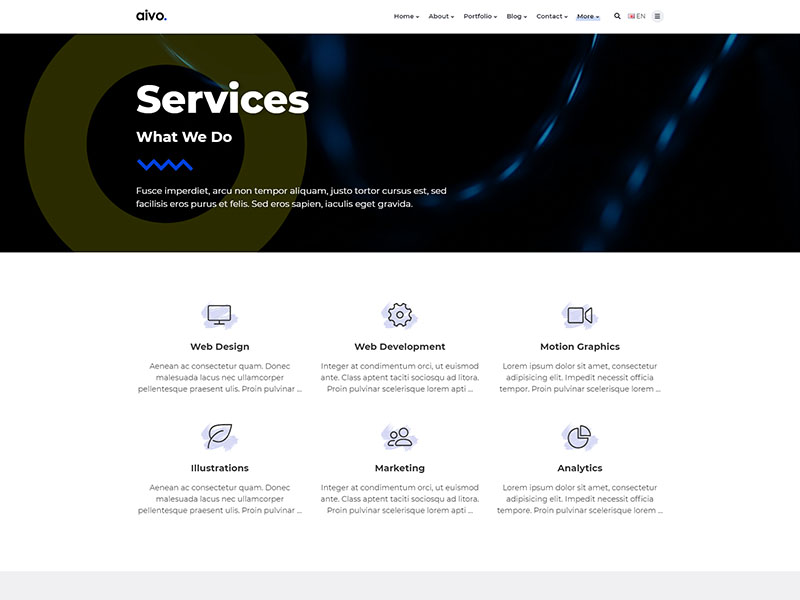 aivo.
Home
About
Portfolio
Blog
Contact
More
EN
Services
What We Do
Fusce imperdiet, arcu non tempor aliquam, justo tortor cursus est, sed
facilisis eros purus et felis. Sed eros sapien, iaculis eget gravida.
Web Design
Aenean ac consectetur quam. Donec
malesuada lacus nec ullamcorper
pellentesque praesent ulis. Proin pulvinar ...
Web Development
Integer at condimentum orci, ut euismod
ante. Class aptent taciti sociosqu ad litora.
Proin pulvinar scelerisque lorem apti ...
Motion Graphics
Lorem ipsum dolor sit amet, consectetur
adipisicing elit. Impedit necessit officia
tempor. Proin pulvinar scelerisque lorem ...
Illustrations
Aenean ac consectetur quam. Donec
malesuada lacus nec ullamcorper
pellentesque praesent ulis. Proin pulvinar ...
Marketing
Integer at condimentum orci, ut euismod
ante. Class aptent taciti sociosqu ad litora.
Proin pulvinar scelerisque lorem apti ...
Analytics
Lorem ipsum dolor sit amet, consectetur
adipisicing elit. Impedit necessit officia
tempore. Proin pulvinar scelerisque lorem ...